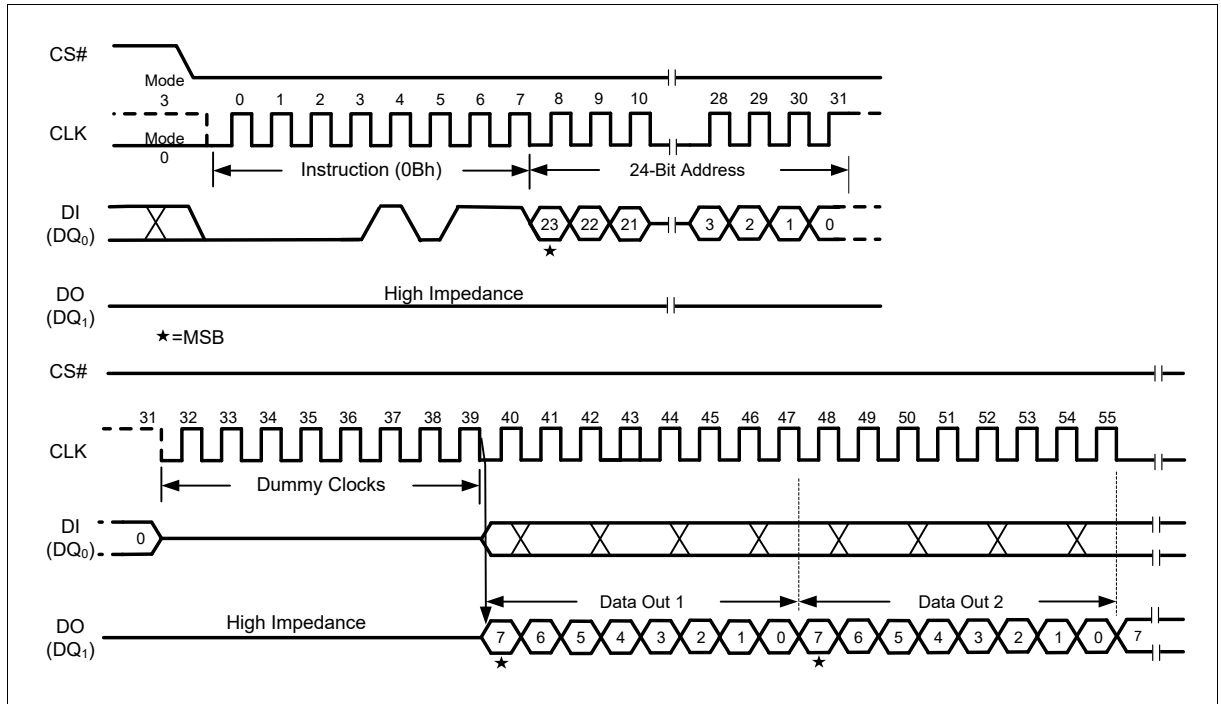 CS#
Mode
3
0 1 2 3 4 5 6 7 8 9 10 28 29 30 31
CLK
Mode
0
Instruction (0Bh) 24-Bit Address
DI
(DQ0)
23 22 21 3 2 1 0
★
DO
(DQ1)
High Impedance
★=MSB
CS#
31 32 33 34 35 36 37 38 39 40 41 42 43 44 45 46 47 48 49 50 51 52 53 54 55
CLK
Dummy Clocks
DI
(DQ0)
0
Data Out 1 Data Out 2
DO
(DQ1)
High Impedance
7 6 5 4 3 2 1 0 7 6 5 4 3 2 1 0 7
★ ★